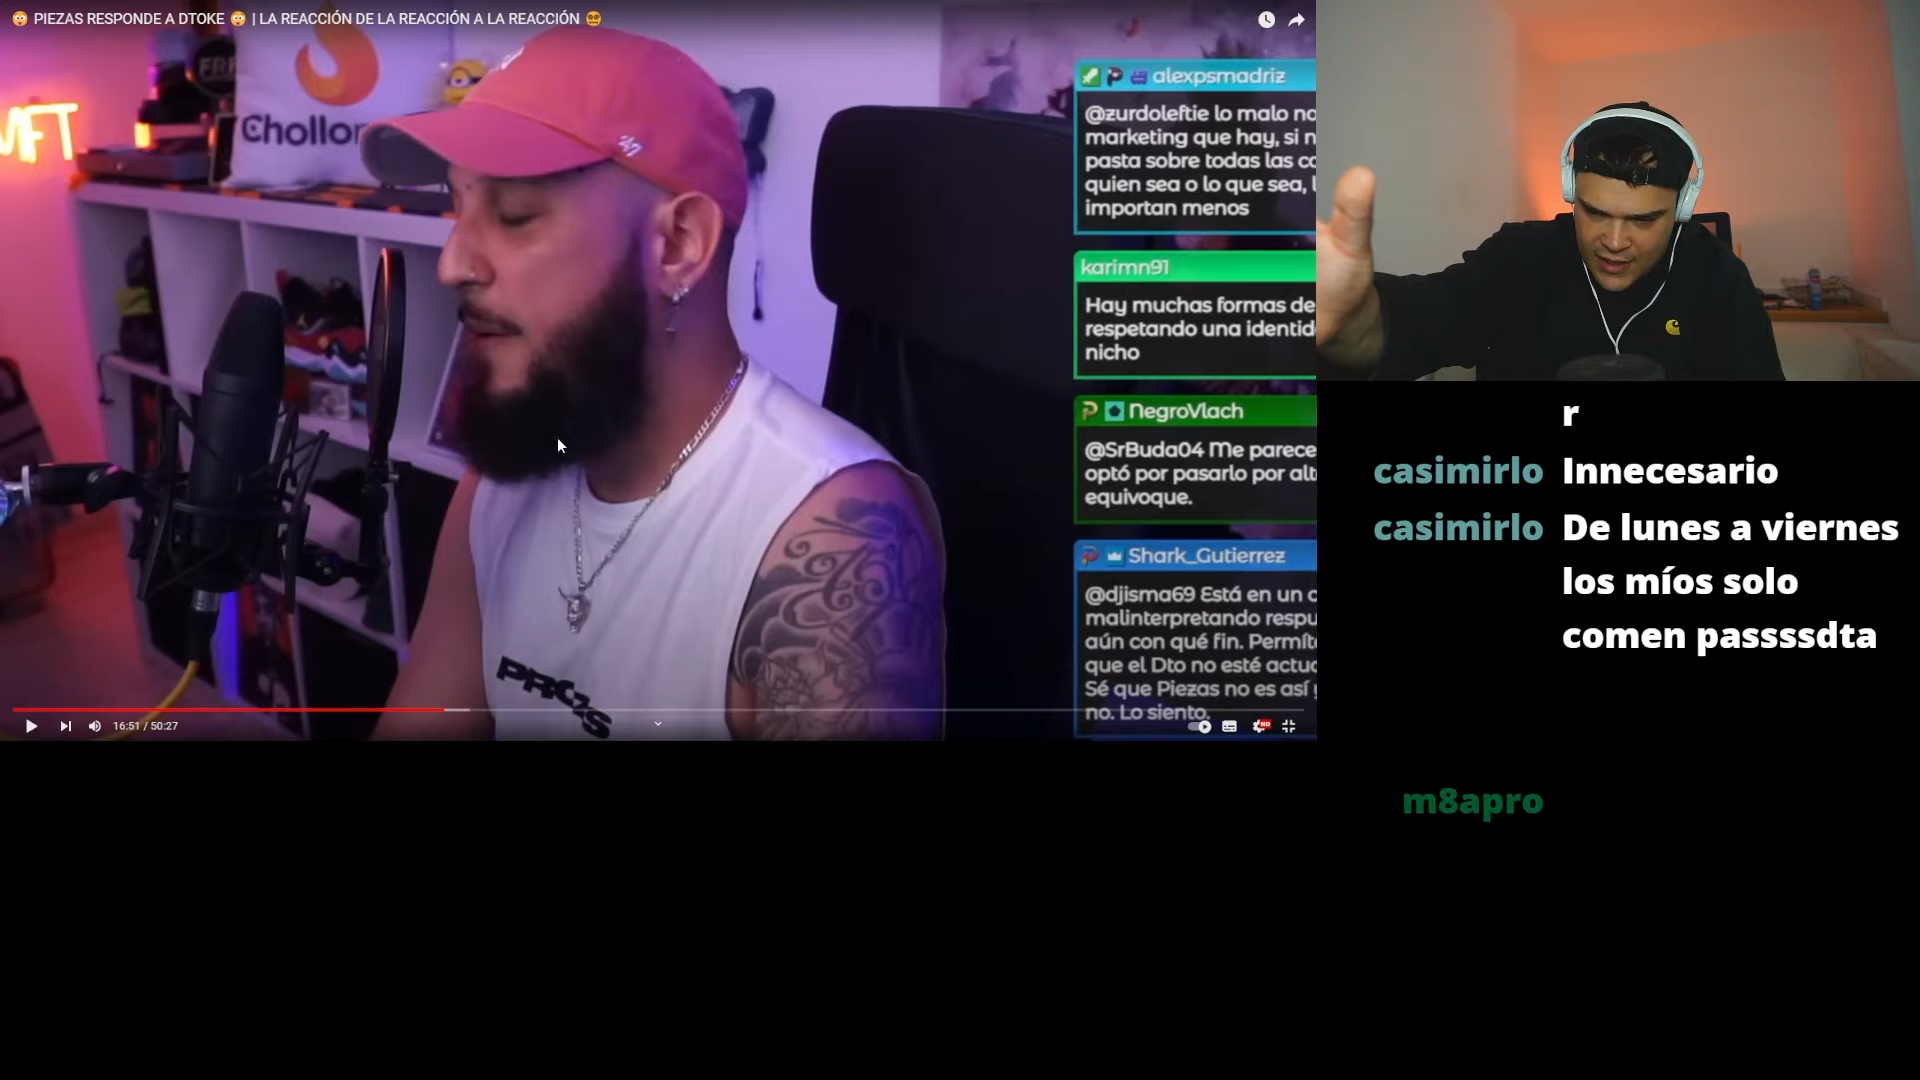 😳 PIEZAS RESPONDE A DTOKE 😳 | LA REACCIÓN DE LA REACCIÓN A LA REACCIÓN 😵‍💫
Chollo
alexpsmadriz
@zurdoleftie lo malo no
marketing que hay, si n
pasta sobre todas las co
quien sea o lo que sea, l
importan menos
karimn91
Hay muchas formas de
respetando una identid
nicho
NegroVlach
@SrBuda04 Me parece
optó por pasarlo por alt
equivoque.
Shark_Gutierrez
@djisma69 Está en un
malinterpretando respu
aún con qué fin. Permít
que el Dto no esté actu
Sé que Piezas no es así y
no. Lo siento.
47
16:51 / 50:27
HD
r
casimirlo Innecesario
casimirlo De lunes a viernes
los míos solo
comen passssdta
m8apro